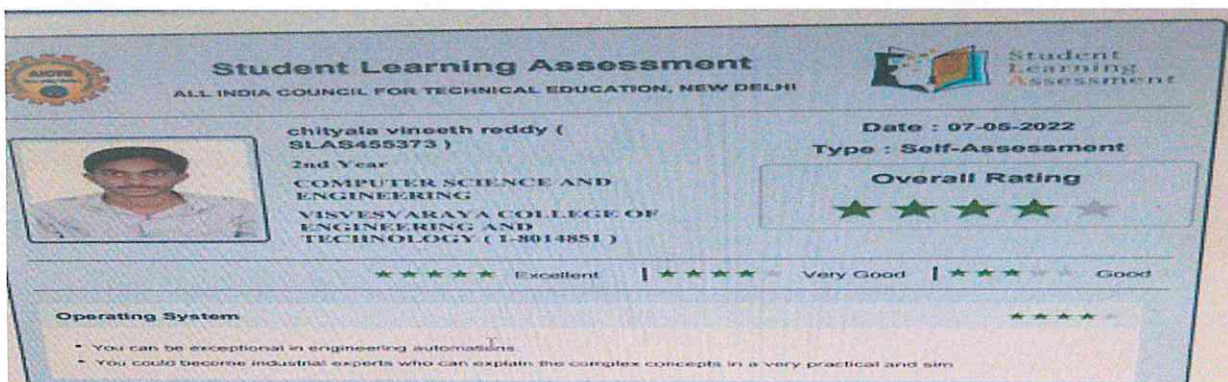 AICTE
Student Learning Assessment
ALL INDIA COUNCIL FOR TECHNICAL EDUCATION, NEW DELHI
Student
Learning
Assessment
chityala vineeth reddy (
SLAS455373 )
2nd Year
COMPUTER SCIENCE AND
ENGINEERING
VISVESVARAYA COLLEGE OF
ENGINEERING AND
TECHNOLOGY ( 1-8014851 )
Date : 07-05-2022
Type : Self-Assessment
Overall Rating
Excellent | Very Good | Good
Operating System
• You can be exceptional in engineering automations.
• You could become industrial experts who can explain the complex concepts in a very practical and sim